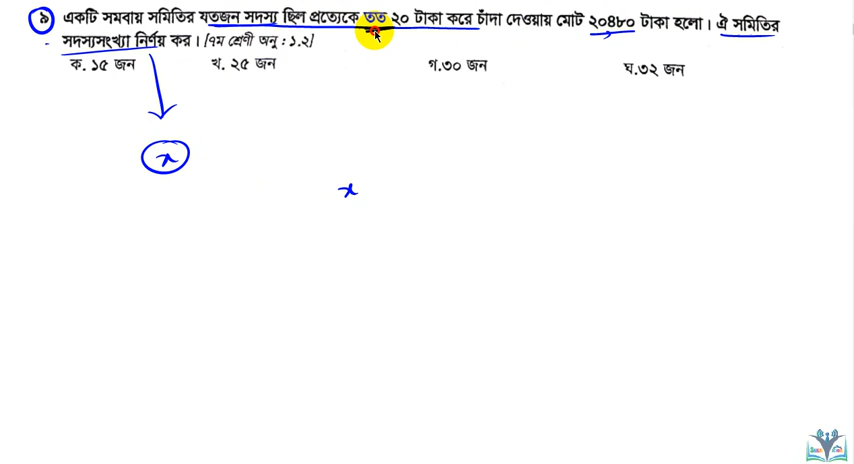 ৯ একটি সমবায় সমিতির যতজন সদস্য ছিল প্রত্যেকে তত ২০ টাকা করে চাঁদা দেওয়ায় মোট ২০৪৮০ টাকা হলো। ঐ সমিতির
সদস্যসংখ্যা নির্ণয় কর। [৭ম শ্রেণী অনু : ১.২]
ক. ১৫ জন খ. ২৫ জন গ.৩০ জন ঘ.৩২ জন
x
x